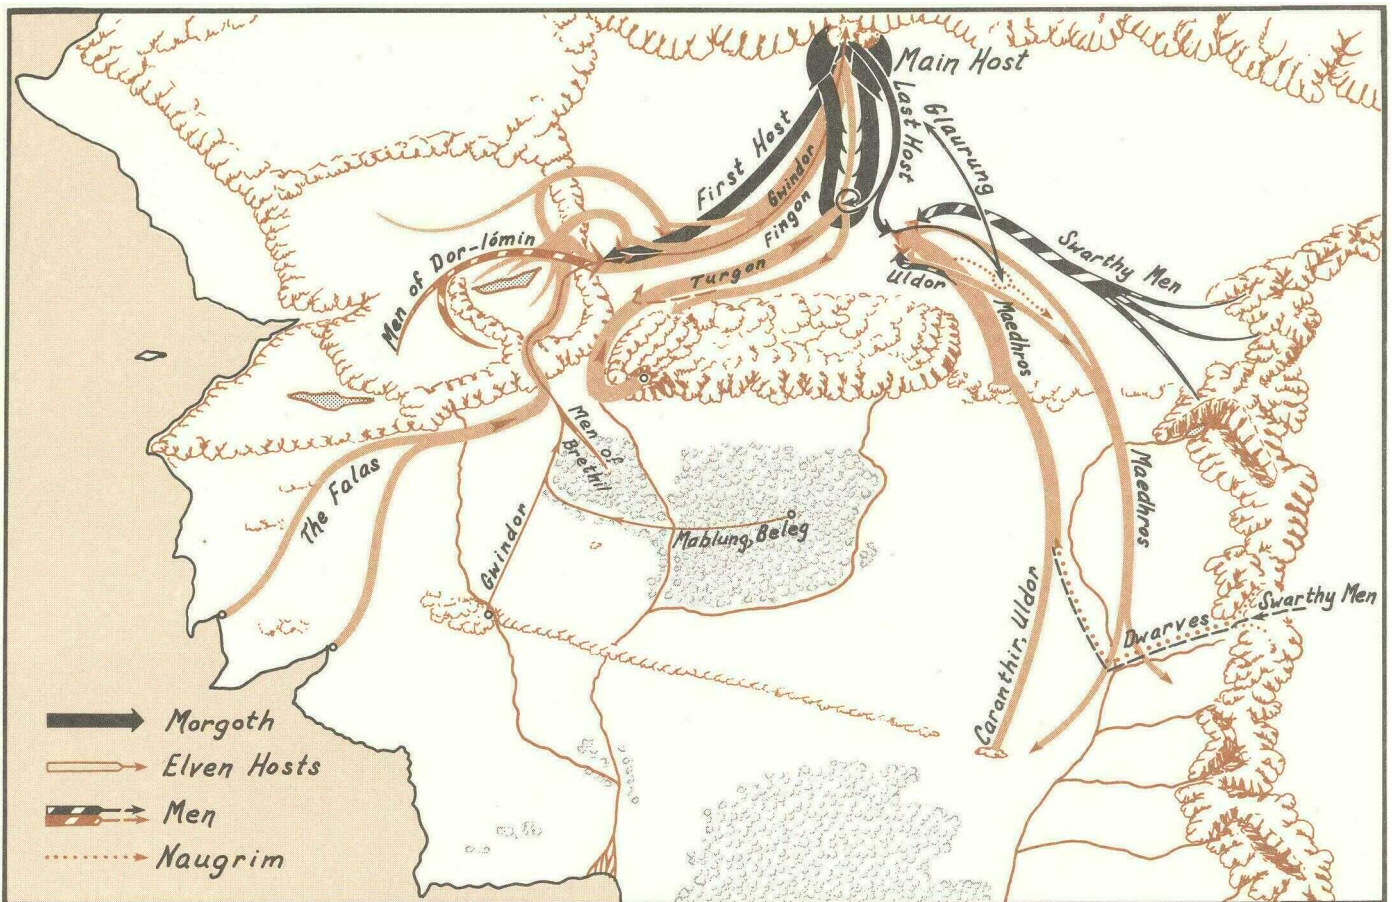 Main Host
Last Host
Glaurung
First Host
Gwindor
Fingon
Turgon
Men of Dor-lómin
Swarthy Men
Uldor
Maedhros
Men of
Brethil
The Falas
Gwindor
Mablung, Beleg
Maedhros
Caranthir, Uldor
Dwarves
Swarthy Men
Morgoth
Elven Hosts
Men
Naugrim